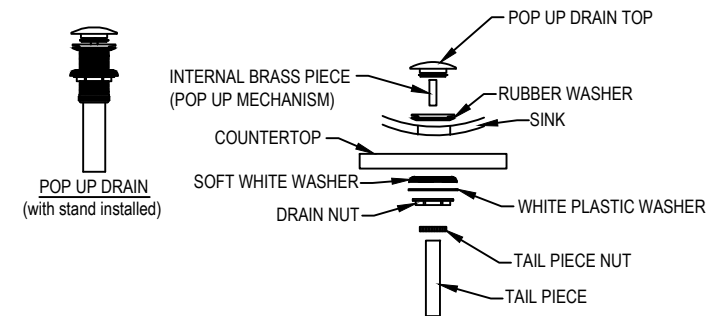 POP UP DRAIN TOP
INTERNAL BRASS PIECE
(POP UP MECHANISM)
RUBBER WASHER
SINK
COUNTERTOP
SOFT WHITE WASHER
WHITE PLASTIC WASHER
DRAIN NUT
TAIL PIECE NUT
TAIL PIECE
POP UP DRAIN
(with stand installed)